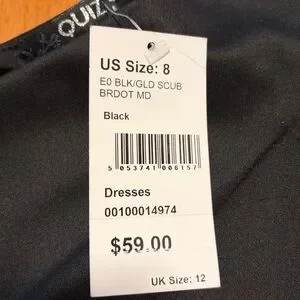 QUIZ
US Size: 8
E0 BLK/GLD SCUB
BRDOT MD
Black
5 053741 006157
Dresses
00100014974
$59.00
UK Size: 12